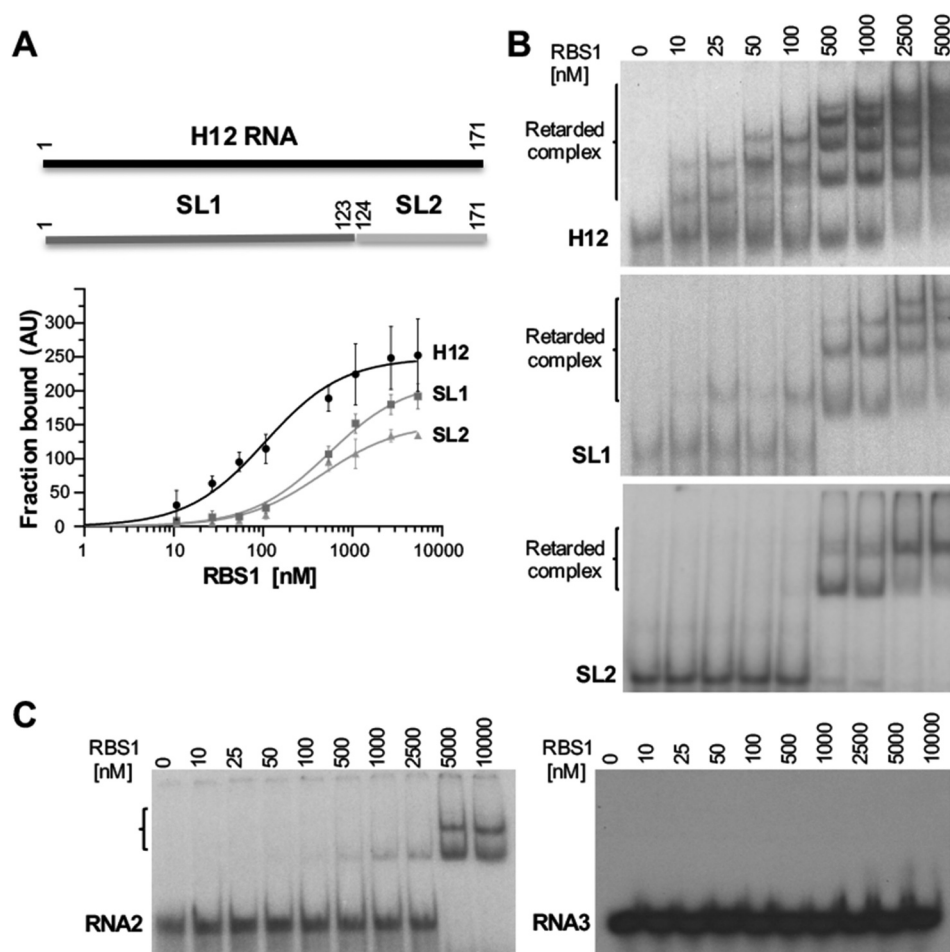 A
1
H12 RNA
171
SL1
123
124
SL2
171
Fraction bound (AU)
300
250
200
150
100
50
0
H12
SL1
SL2
1
10
100
1000
10000
RBS1 [nM]
B
RBS1
[nM]
0 10 25 50 100 500 1000 2500 5000
Retarded
complex
H12
Retarded
complex
SL1
Retarded
complex
SL2
C
RBS1
[nM]
0 10 25 50 100 500 1000 2500 5000 10000
RNA2
RBS1
[nM]
0 10 25 50 100 500 1000 2500 5000 10000
RNA3